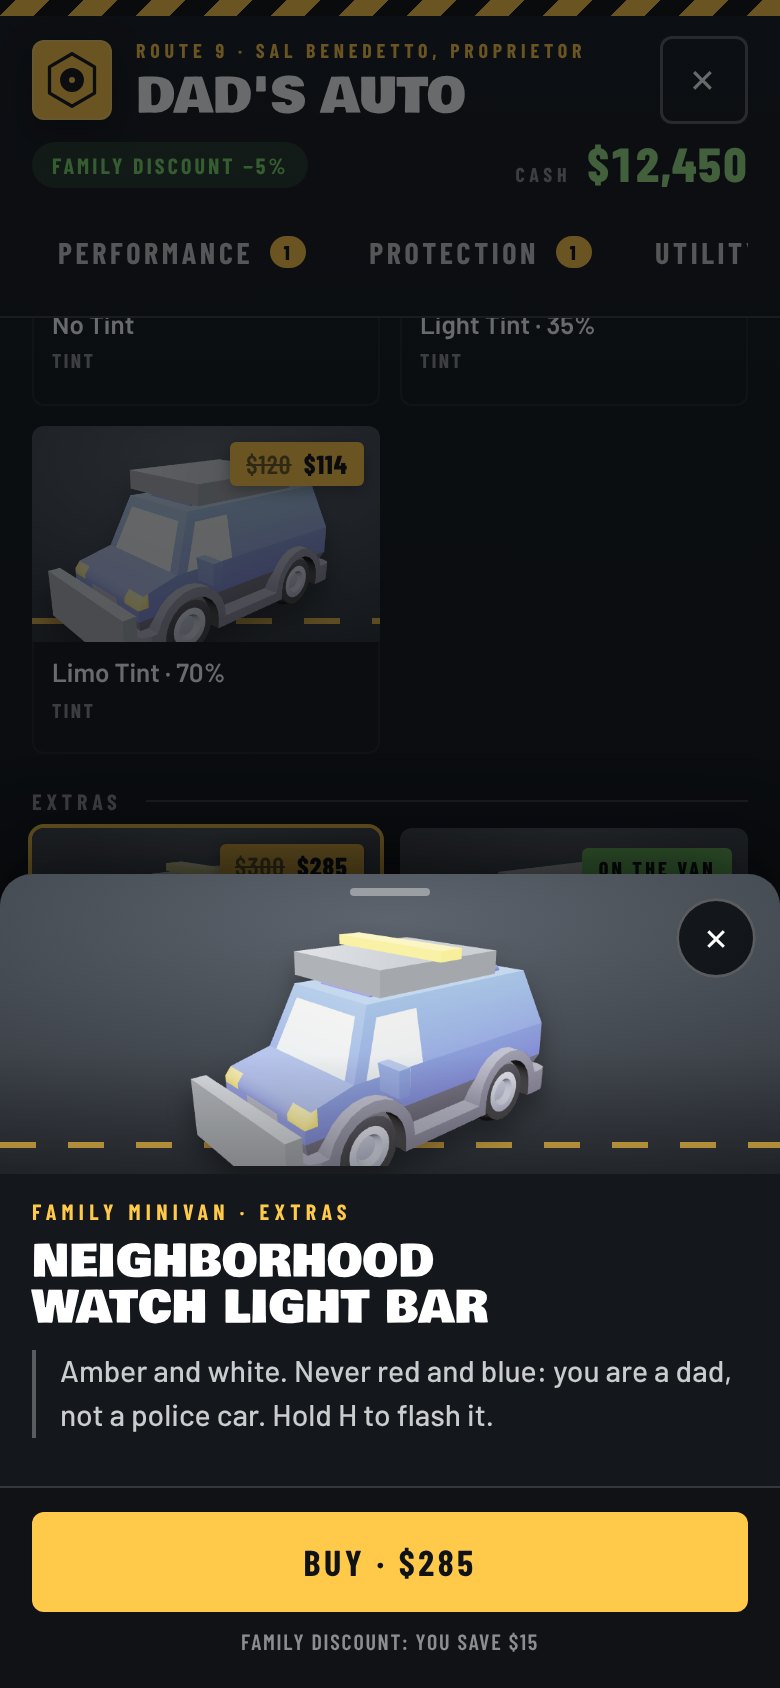 ROUTE 9 · SAL BENEDETTO, PROPRIETOR
DAD'S AUTO
×
FAMILY DISCOUNT −5%
CASH $12,450
PERFORMANCE 1
PROTECTION 1
UTILIT
No Tint
TINT
Light Tint · 35%
TINT
$120 $114
Limo Tint · 70%
TINT
EXTRAS
$300 $285
ON THE VAN
×
FAMILY MINIVAN · EXTRAS
NEIGHBORHOOD
WATCH LIGHT BAR
Amber and white. Never red and blue: you are a dad,
not a police car. Hold H to flash it.
BUY · $285
FAMILY DISCOUNT: YOU SAVE $15